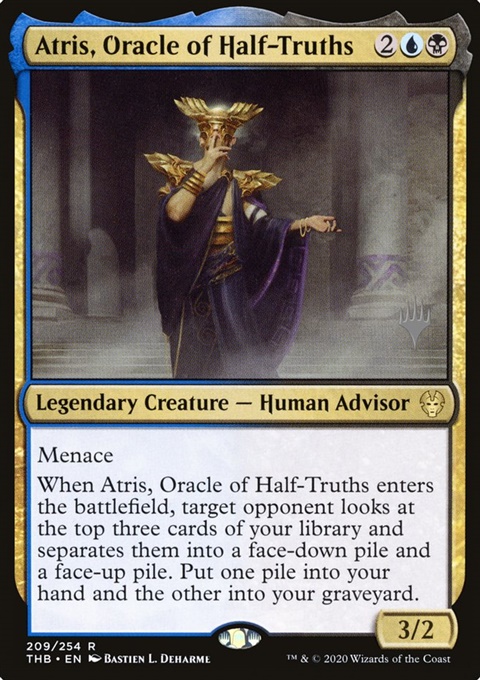 Atris, Oracle of Half-Truths 2
Legendary Creature — Human Advisor
Menace
When Atris, Oracle of Half-Truths enters
the battlefield, target opponent looks at
the top three cards of your library and
separates them into a face-down pile and
a face-up pile. Put one pile into your
hand and the other into your graveyard.
3/2
209/254 R
THB • EN Bastien L. Deharme ™ & © 2020 Wizards of the Coast